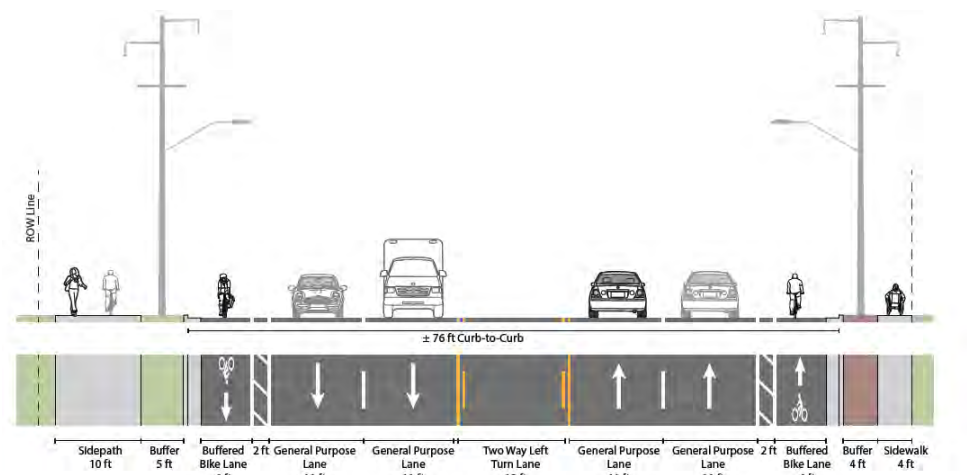 ROW Line
± 76 ft Curb-to-Curb
Sidepath
10 ft
Buffer
5 ft
Buffered
Bike Lane
2 ft
General Purpose
Lane
General Purpose
Lane
Two Way Left
Turn Lane
General Purpose
Lane
General Purpose
Lane
2 ft
Buffered
Bike Lane
Buffer
4 ft
Sidewalk
4 ft